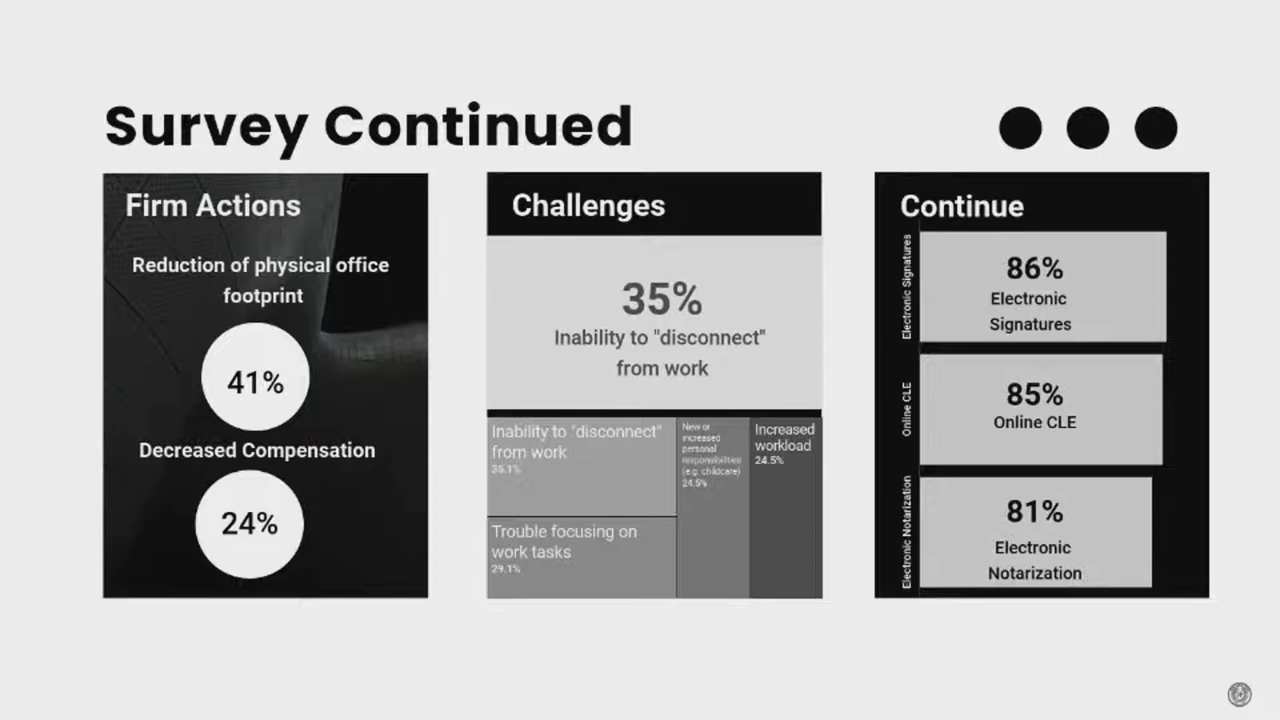 Survey Continued
Firm Actions
Reduction of physical office
footprint
41%
Decreased Compensation
24%
Challenges
35%
Inability to "disconnect"
from work
Inability to "disconnect"
from work
35.1%
Trouble focusing on
work tasks
29.1%
New or
increased
personal
responsibilities
(e.g. childcare)
24.5%
Increased
workload
24.5%
Continue
Electronic Signatures
86%
Electronic
Signatures
Online CLE
85%
Online CLE
Electronic Notarization
81%
Electronic
Notarization